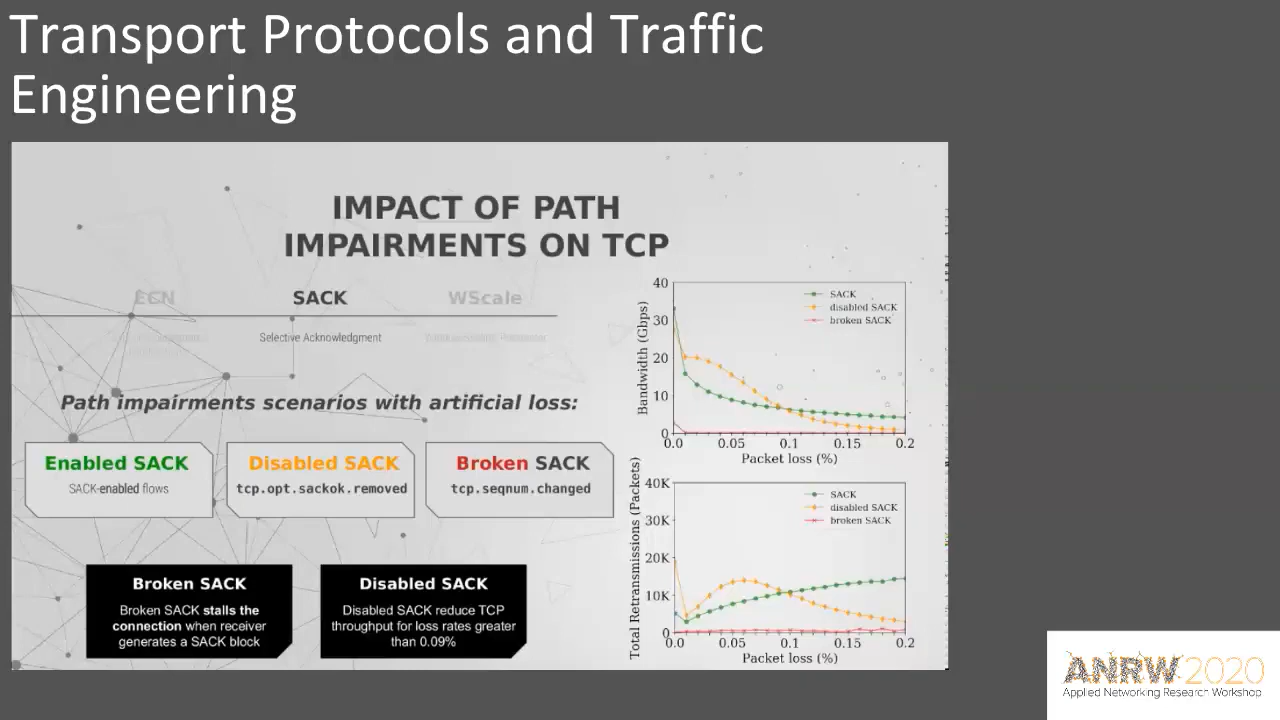 Transport Protocols and Traffic
Engineering
IMPACT OF PATH
IMPAIRMENTS ON TCP
ECN
SACK
WScale
Selective Acknowledgment
Path impairments scenarios with artificial loss:
Enabled SACK
SACK-enabled flows
Disabled SACK
tcp.opt.sackok.removed
Broken SACK
tcp.seqnum.changed
Broken SACK
Broken SACK stalls the
connection when receiver
generates a SACK block
Disabled SACK
Disabled SACK reduce TCP
throughput for loss rates greater
than 0.09%
Bandwidth (Gbps)
40
30
20
10
0
SACK
disabled SACK
broken SACK
0.0 0.05 0.1 0.15 0.2
Packet loss (%)
Total Retransmissions (Packets)
40K
30K
20K
10K
0
SACK
disabled SACK
broken SACK
0.0 0.05 0.1 0.15 0.2
Packet loss (%)
ANRW2020
Applied Networking Research Workshop